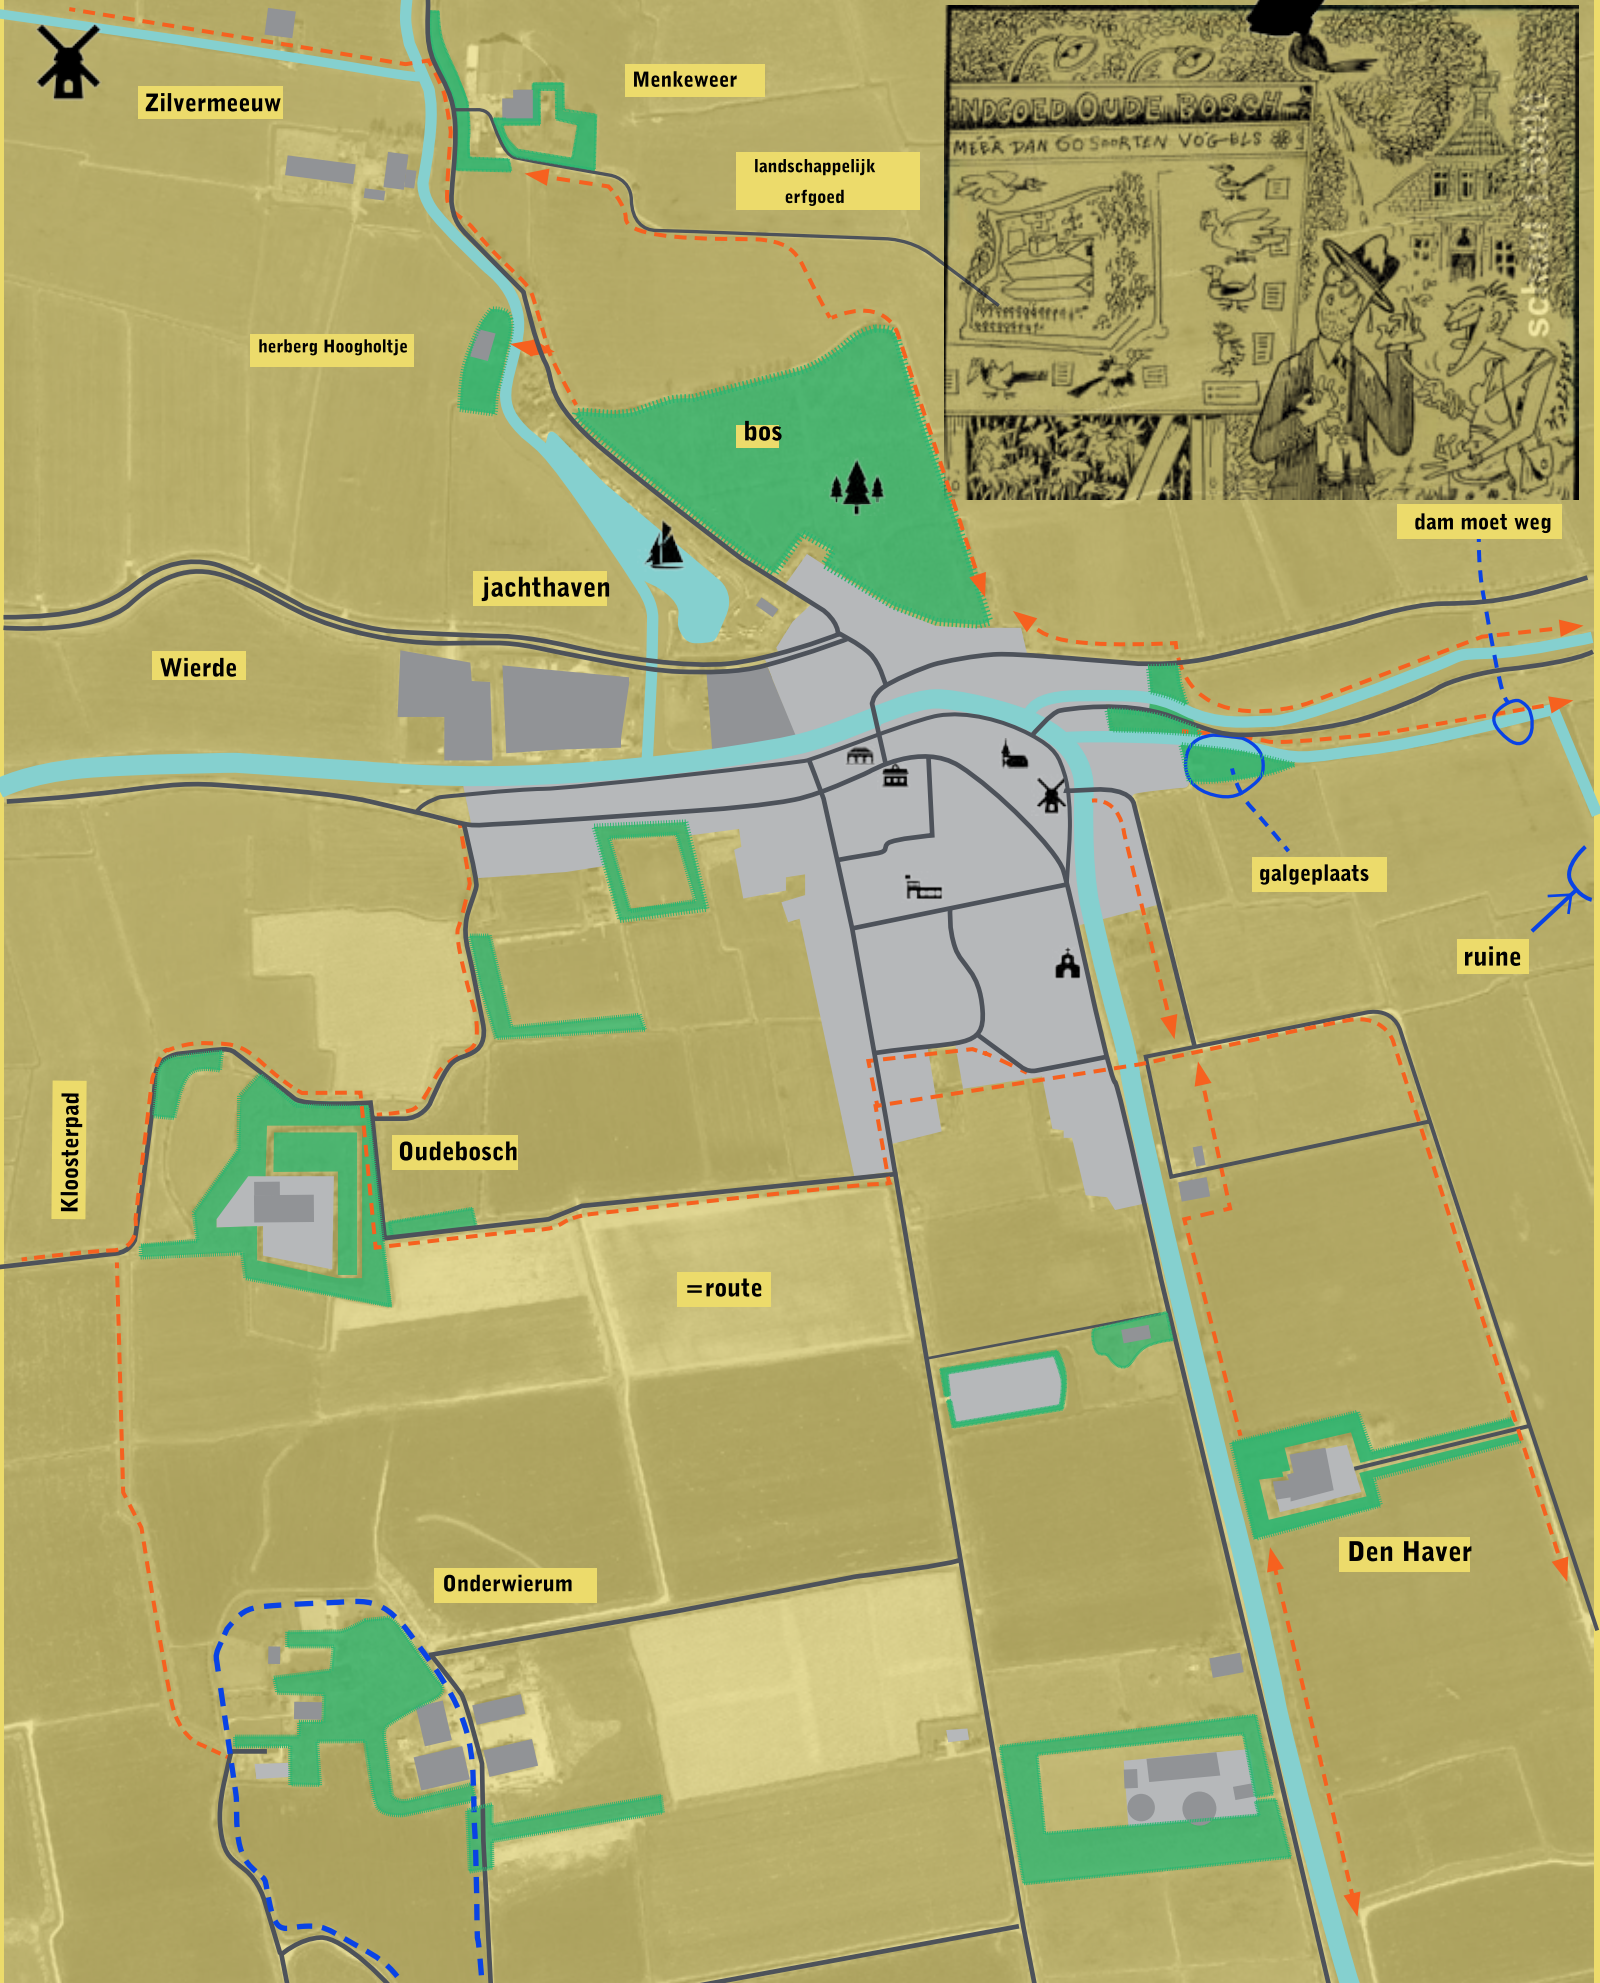 Zilvermeeuw
Menkeweer
landschappelijk
erfgoed
NDGOED OUDE BOSCH
MEER DAN 60 SOORTEN VOGELS
herberg Hoogholtje
bos
dam moet weg
jachthaven
Wierde
galgeplaats
ruine
Kloosterpad
Oudebosch
=route
Den Haver
Onderwierum